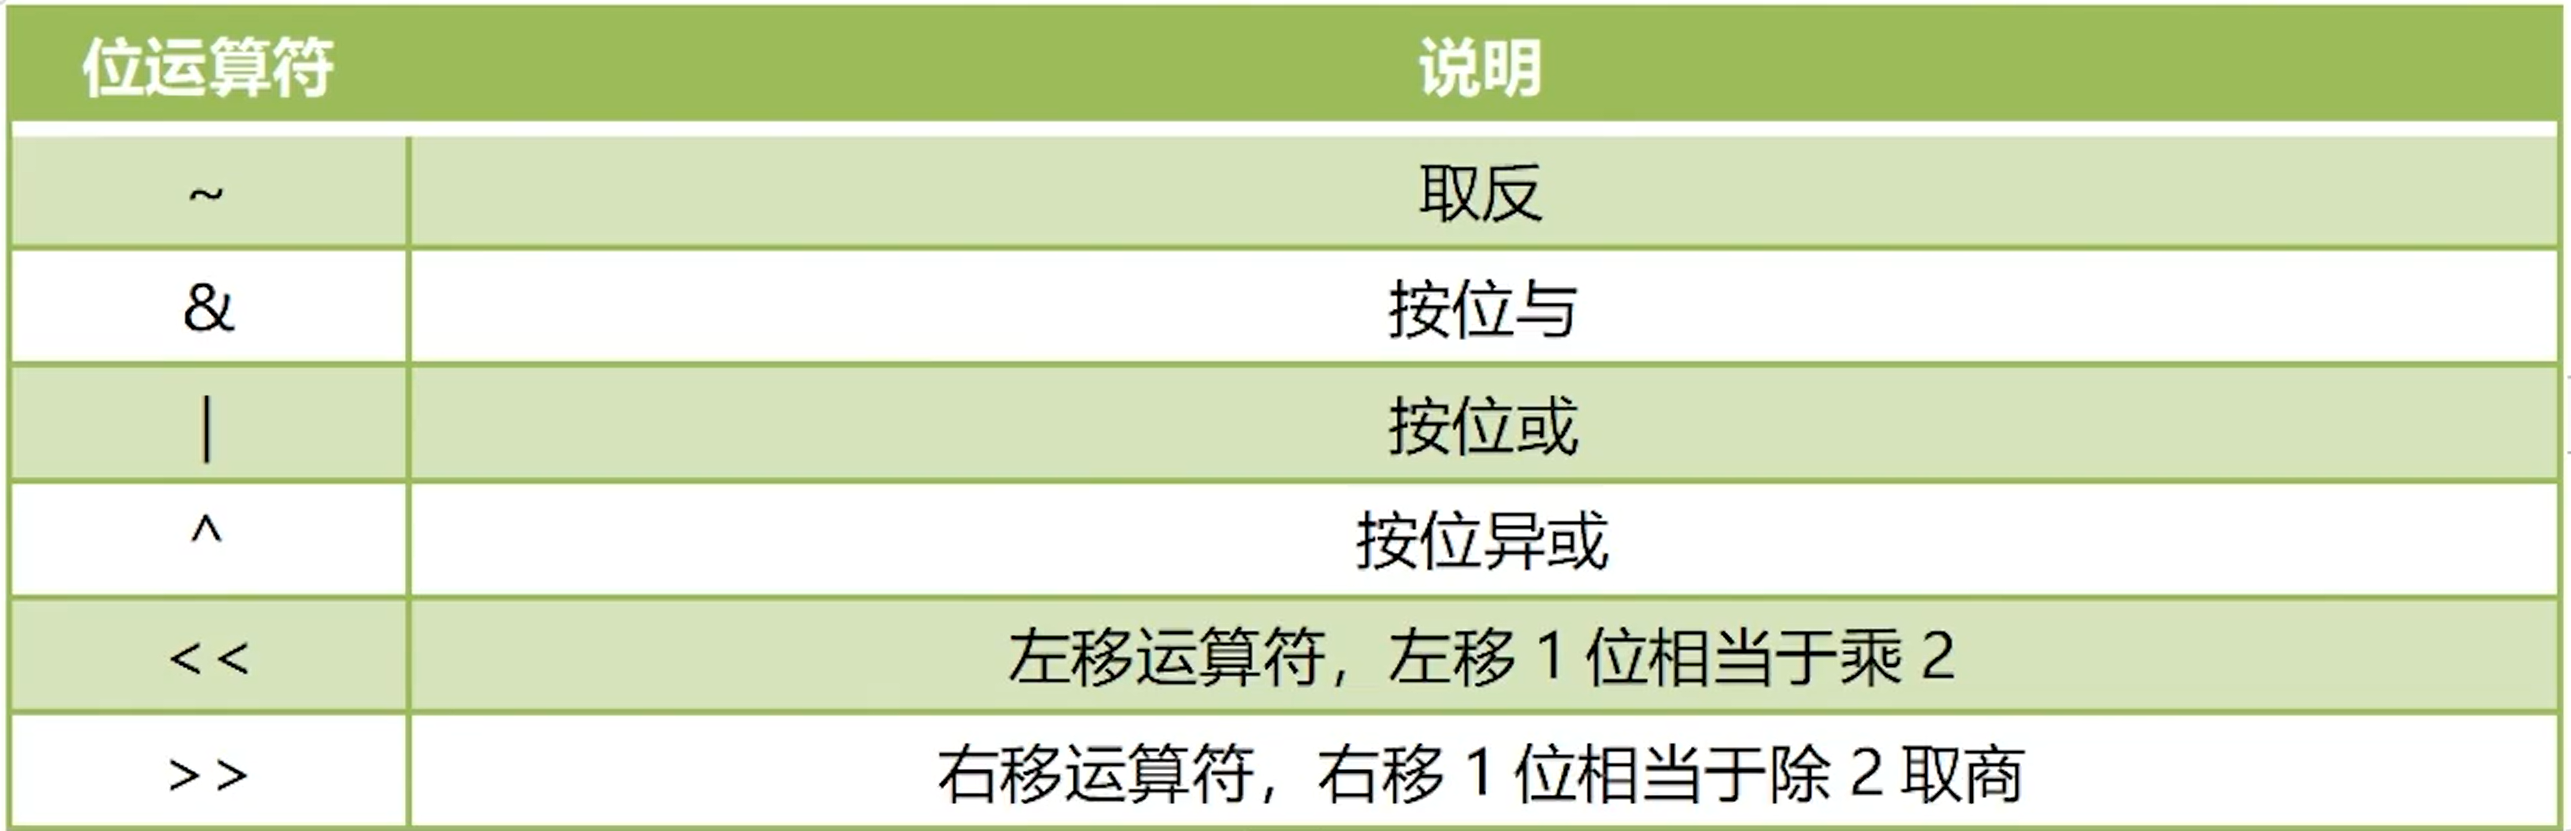 位运算符 说明
~ 取反
& 按位与
| 按位或
^ 按位异或
<< 左移运算符，左移 1 位相当于乘 2
>> 右移运算符，右移 1 位相当于除 2 取商